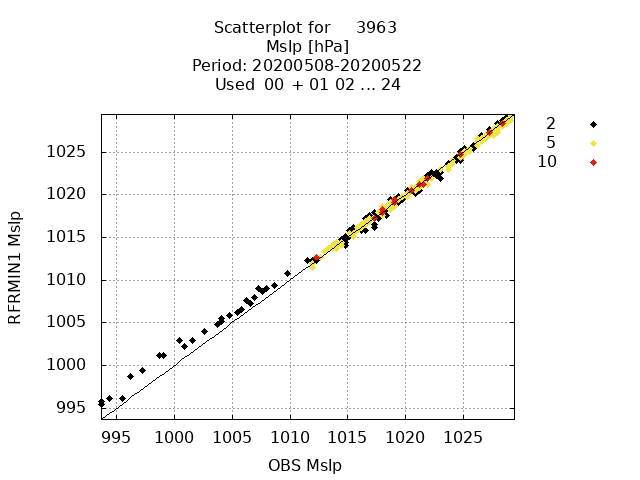 Scatterplot for 3963
Mslp [hPa]
Period: 20200508-20200522
Used 00 + 01 02 ... 24
2
5
10
RFRMIN1 Mslp
1025
1020
1015
1010
1005
1000
995
995 1000 1005 1010 1015 1020 1025
OBS Mslp